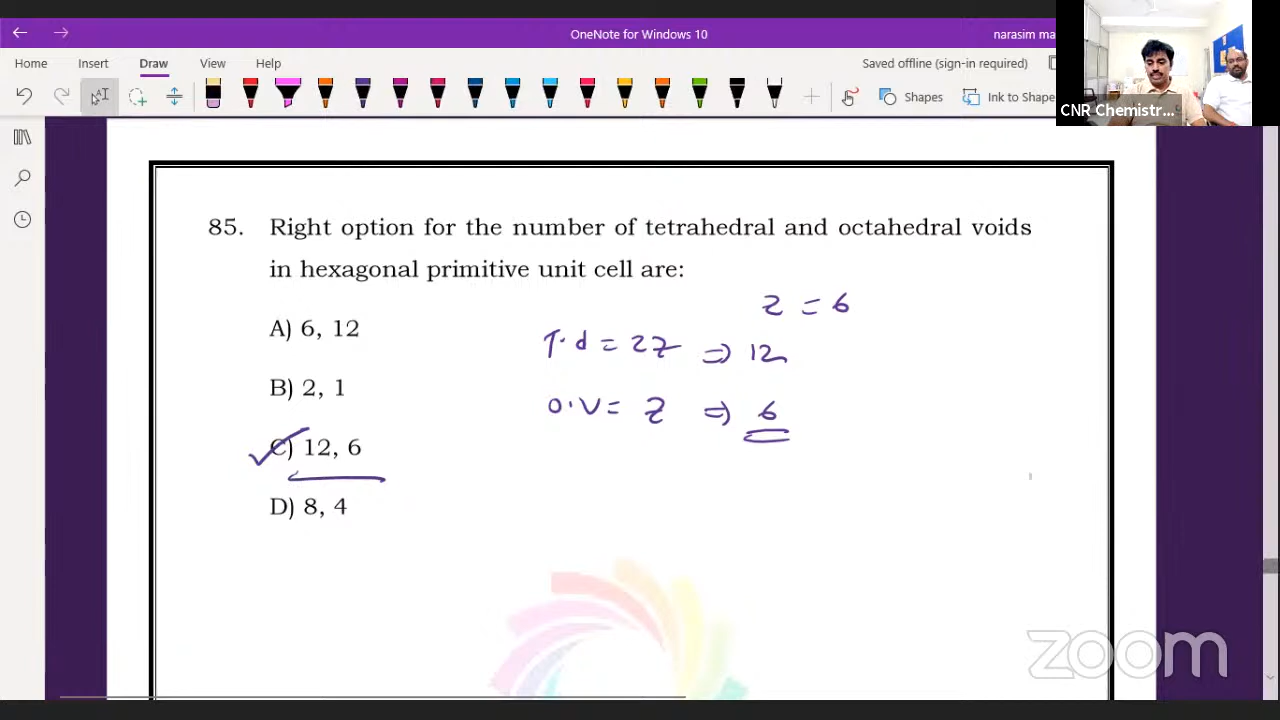 OneNote for Windows 10
narasim ma
Home Insert Draw View Help
Saved offline (sign-in required)
Shapes
Ink to Shape
CNR Chemistr...
85. Right option for the number of tetrahedral and octahedral voids
in hexagonal primitive unit cell are:
Z = 6
A) 6, 12
T.d = 2Z ⇒ 12
B) 2, 1
O.V = Z ⇒ 6
C) 12, 6
D) 8, 4
zoom